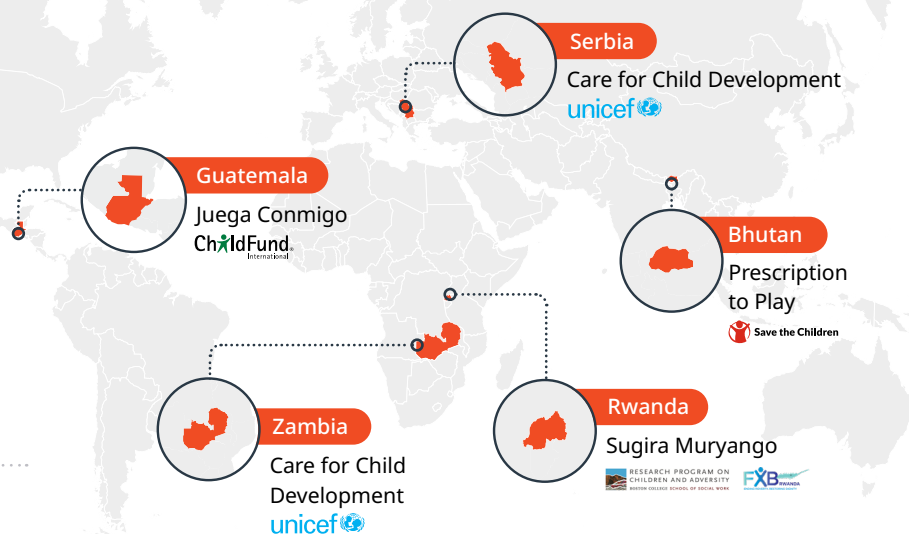 Serbia
Care for Child Development
unicef
Guatemala
Juega Conmigo
ChildFund
International
Bhutan
Prescription
to Play
Save the Children
Zambia
Care for Child
Development
unicef
Rwanda
Sugira Muryango
RESEARCH PROGRAM ON
CHILDREN AND ADVERSITY
BOSTON COLLEGE SCHOOL OF SOCIAL WORK
FXB RWANDA